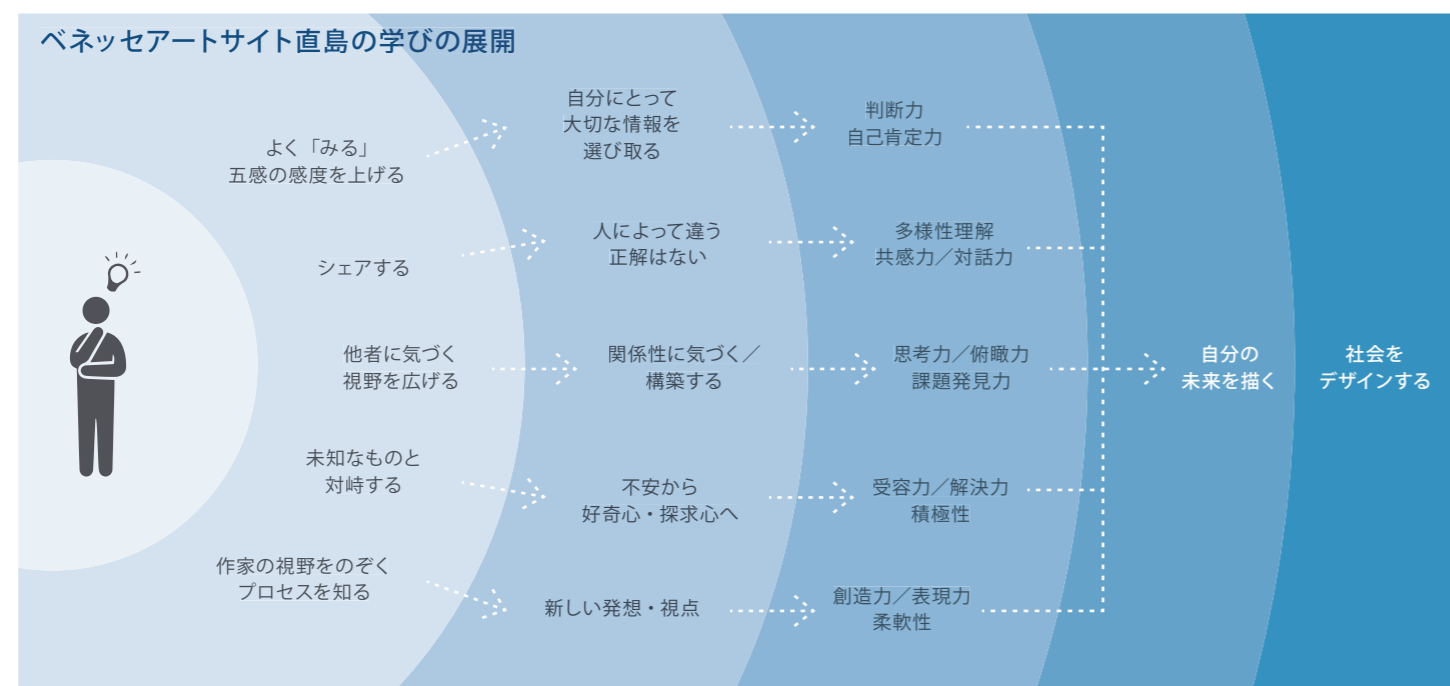 ベネッセアートサイト直島の学びの展開
よく「みる」
五感の感度を上げる
自分にとって
大切な情報を
選び取る
判断力
自己肯定力
シェアする
人によって違う
正解はない
多様性理解
共感力／対話力
他者に気づく
視野を広げる
関係性に気づく／
構築する
思考力／俯瞰力
課題発見力
未知なものと
対峙する
不安から
好奇心・探求心へ
受容力／解決力
積極性
作家の視野をのぞく
プロセスを知る
新しい発想・視点
創造力／表現力
柔軟性
自分の
未来を描く
社会を
デザインする